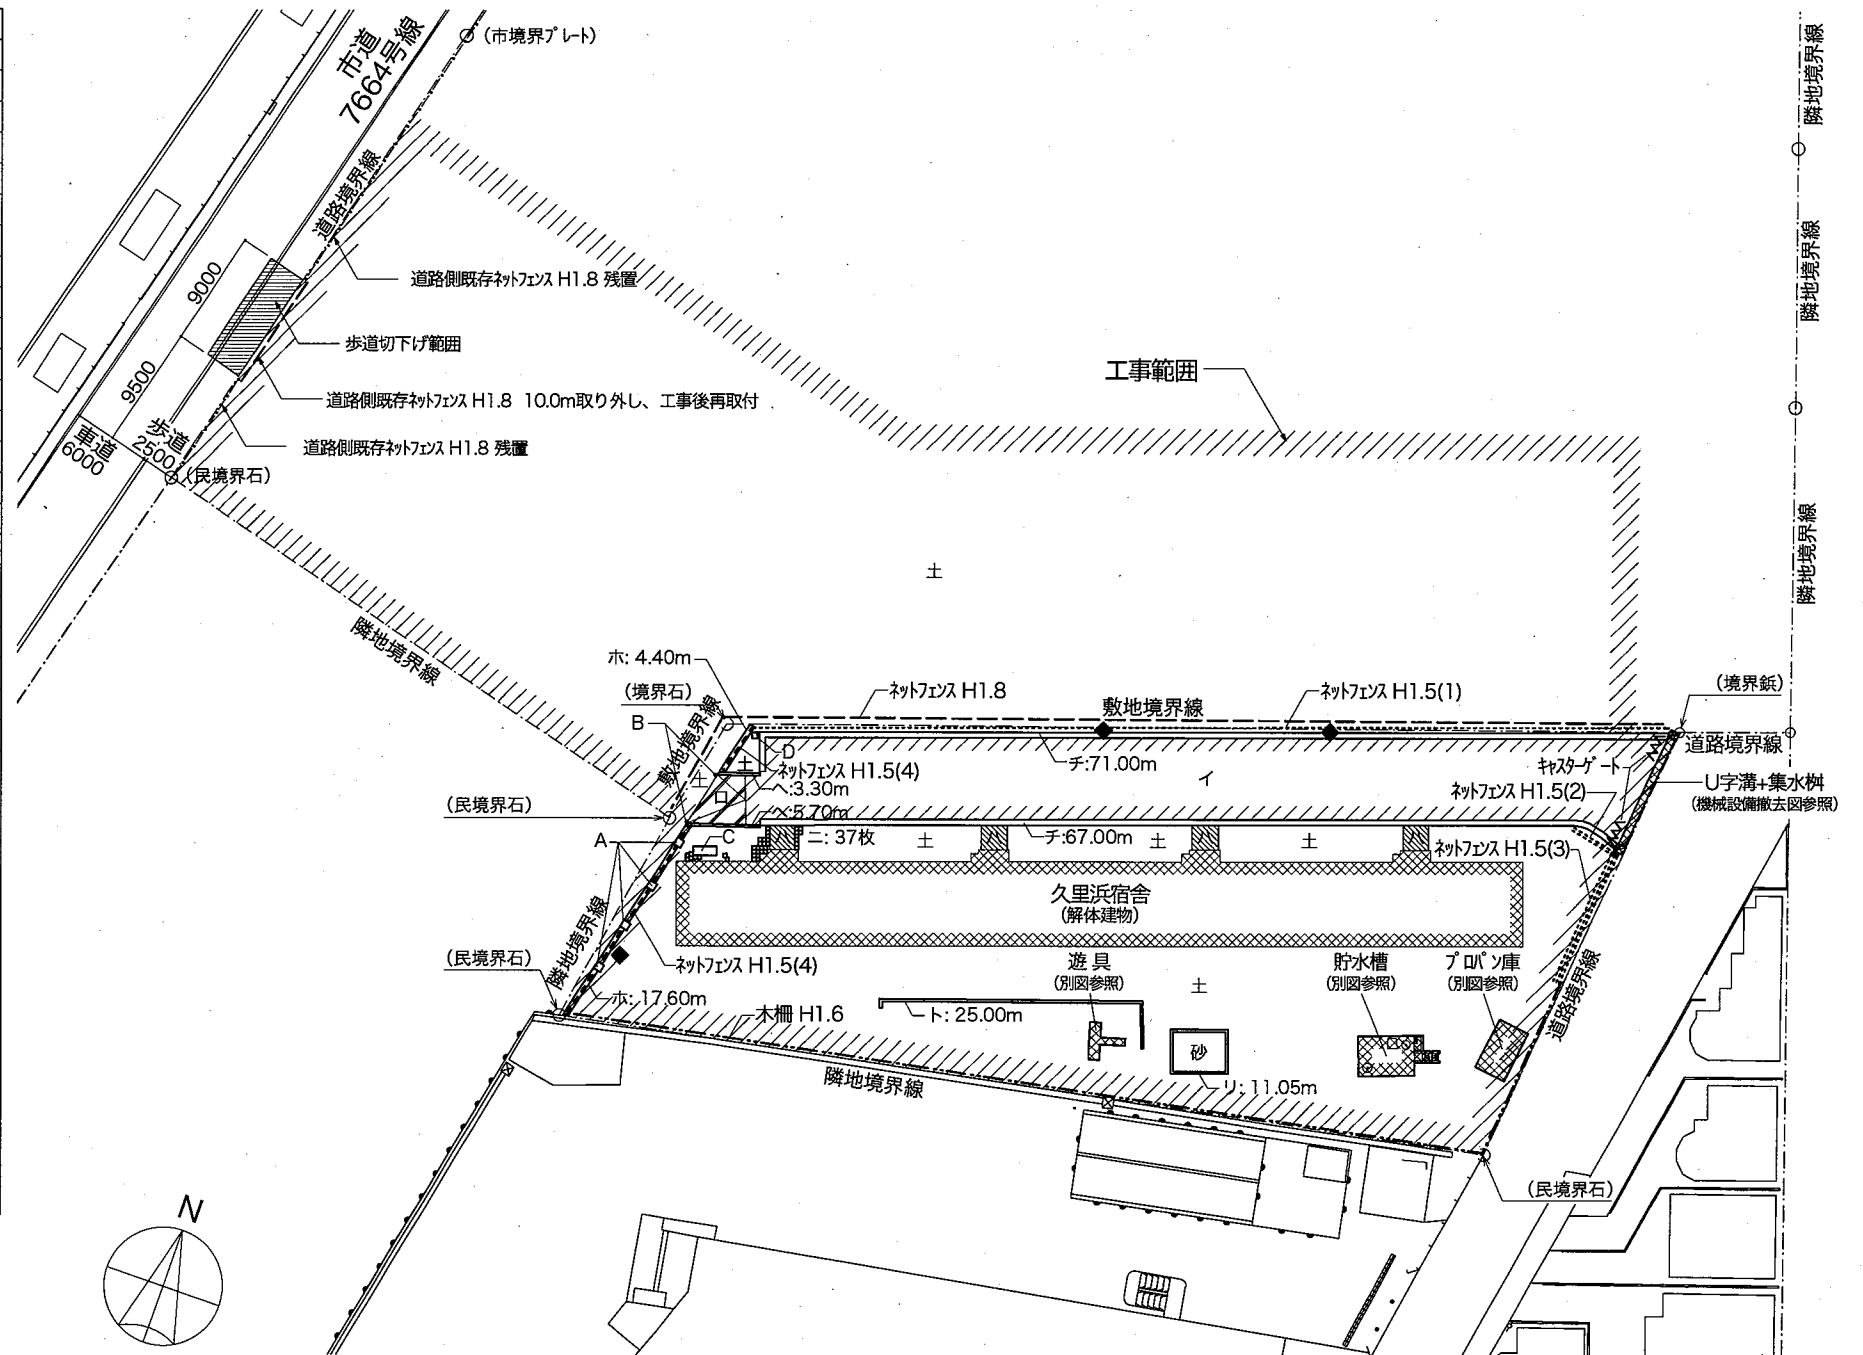 市道
7664号線
(市境界プレート)
隣地境界線
道路境界線
9000
道路側既存ネットフェンス H1.8 残置
歩道切下げ範囲
隣地境界線
9500
工事範囲
道路側既存ネットフェンス H1.8 10.0m取り外し、工事後再取付
車道
6000
歩道
2500
道路側既存ネットフェンス H1.8 残置
(民境界石)
隣地境界線
土
隣地境界線
ホ: 4.40m
(境界石)
ネットフェンス H1.8
敷地境界線
ネットフェンス H1.5(1)
(境界鋲)
B
敷地境界線
D
土
土
ネットフェンス H1.5(4)
チ:71.00m
イ
キャスターゲート
道路境界線
ヘ:3.30m
ロ
ネットフェンス H1.5(2)
U字溝+集水桝
(機械設備撤去図参照)
(民境界石)
ヘ:5.70m
A
C
ニ: 37枚
土
チ:67.00m
土
土
ネットフェンス H1.5(3)
久里浜宿舎
(解体建物)
隣地境界線
(民境界石)
ネットフェンス H1.5(4)
遊具
(別図参照)
土
貯水槽
(別図参照)
プロパン庫
(別図参照)
道路境界線
ホ: 17.60m
木柵 H1.6
ト: 25.00m
砂
リ: 11.05m
隣地境界線
(民境界石)
N